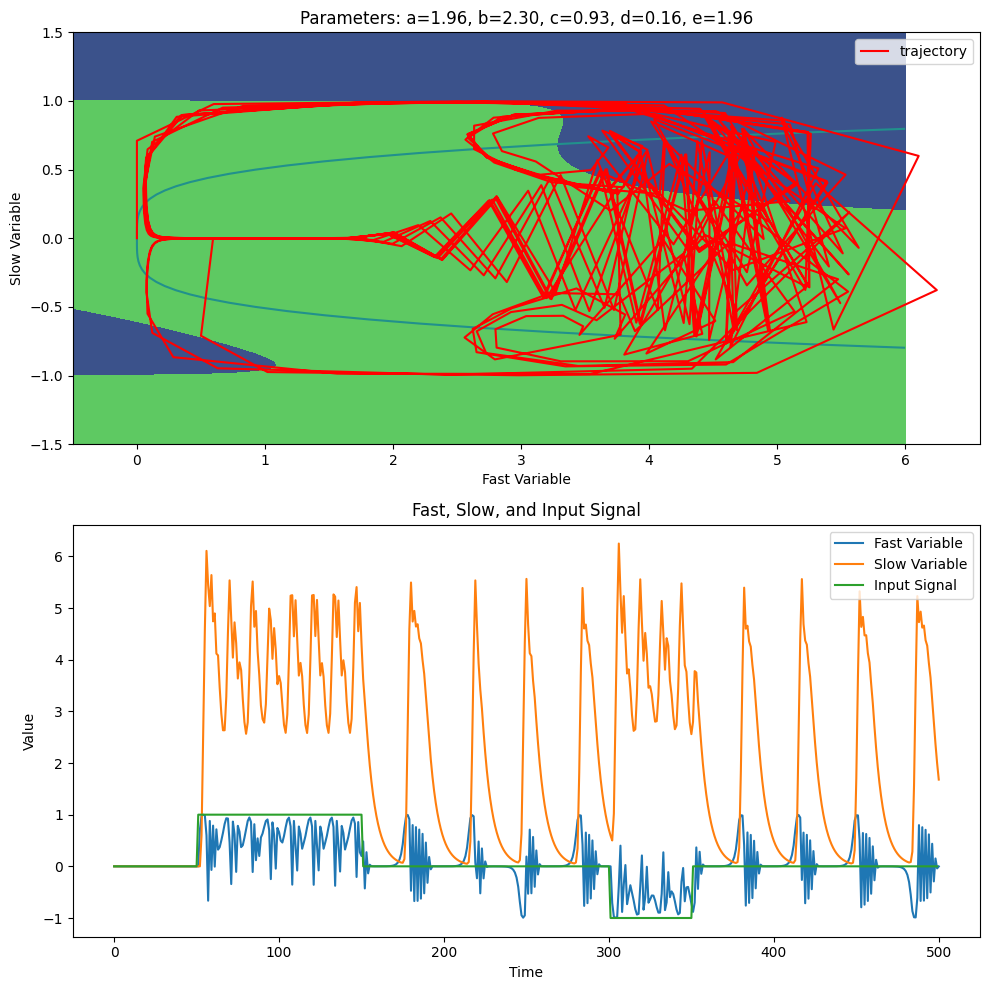 Parameters: a=1.96, b=2.30, c=0.93, d=0.16, e=1.96
trajectory
1.5
1.0
0.5
0.0
−0.5
−1.0
−1.5
Slow Variable
0 1 2 3 4 5 6
Fast Variable
Fast, Slow, and Input Signal
Fast Variable
Slow Variable
Input Signal
6
5
4
3
2
1
0
−1
Value
0 100 200 300 400 500
Time